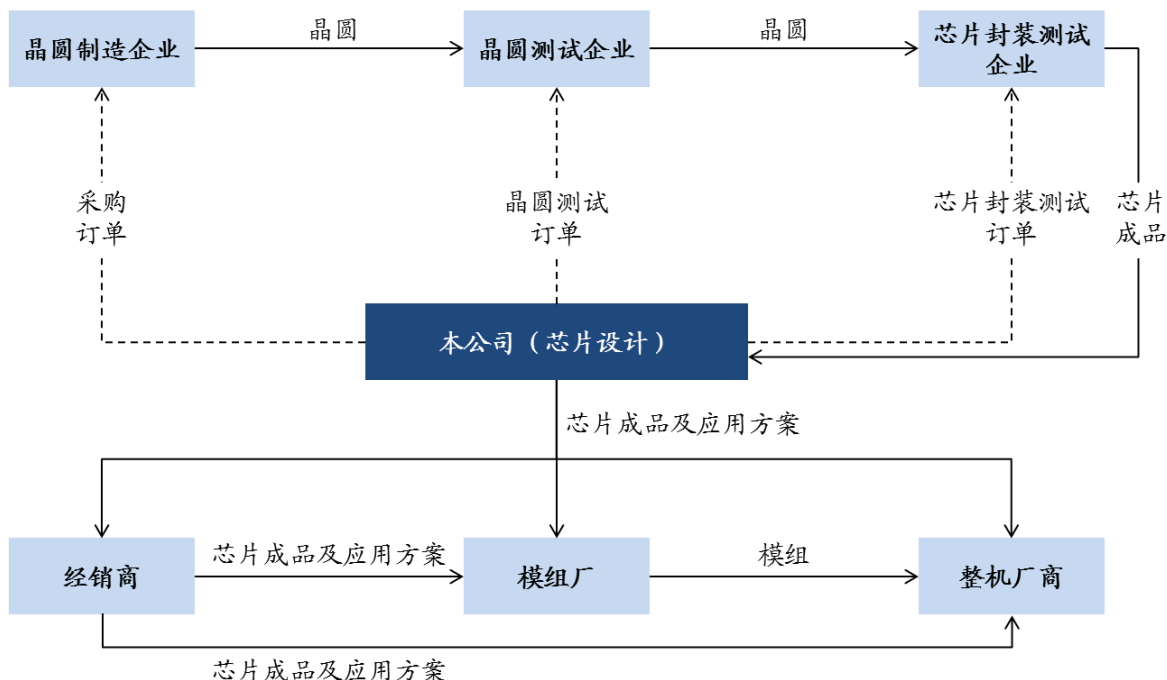 晶圆
晶圆
晶圆制造企业
晶圆测试企业
芯片封装测试
企业
采购
订单
晶圆测试
订单
芯片封装测试
订单
芯片
成品
本公司（芯片设计）
芯片成品及应用方案
经销商
芯片成品及应用方案
模组厂
模组
整机厂商
芯片成品及应用方案